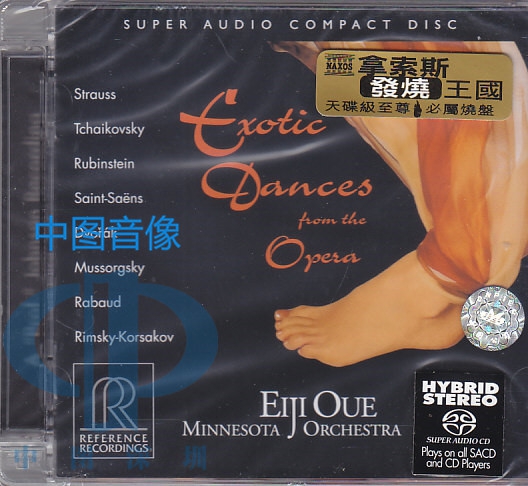 SUPER AUDIO COMPACT DISC
NAXOS
拿索斯
發燒王國
天碟級至尊 必屬燒盤
Strauss
Tchaikovsky
Rubinstein
Saint-Saëns
Dvořák
Mussorgsky
Rabaud
Rimsky-Korsakov
Exotic
Dances
from the
Opera
中图音像
R
REFERENCE
RECORDINGS
EIJI OUE
MINNESOTA ORCHESTRA
HYBRID
STEREO
SUPER AUDIO CD
Plays on all SACD
and CD Players